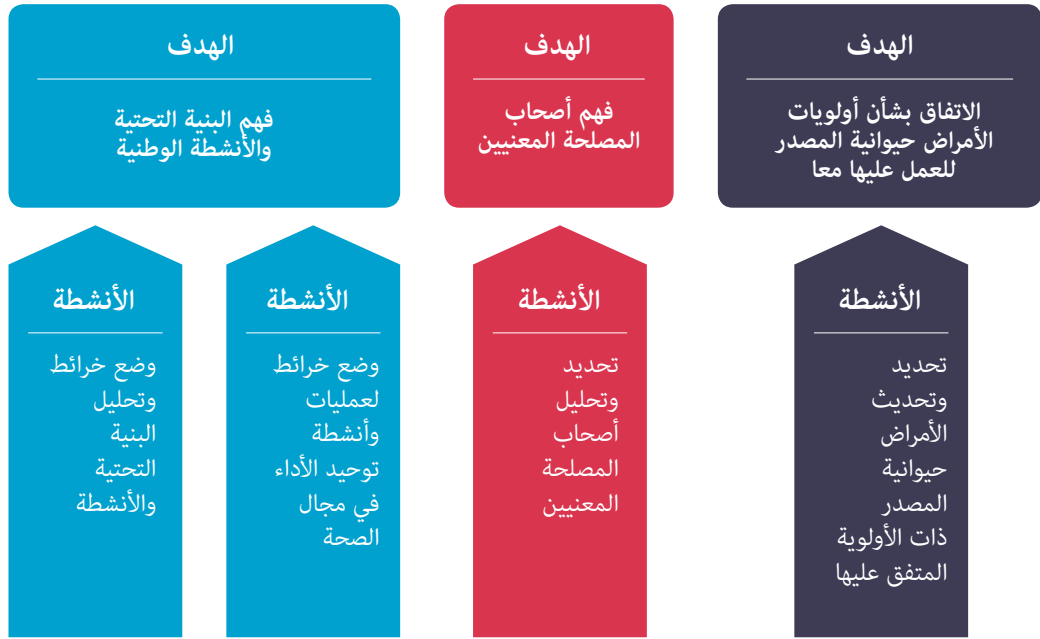 الهدف
الاتفاق بشأن أولويات
الأمراض حيوانية المصدر
للعمل عليها معا
الهدف
فهم أصحاب
المصلحة المعنيين
الهدف
فهم البنية التحتية
والأنشطة الوطنية
الأنشطة
تحديد
وتحديث
الأمراض
حيوانية
المصدر
ذات الأولوية
المتفق عليها
الأنشطة
تحديد
وتحليل
أصحاب
المصلحة
المعنيين
الأنشطة
وضع خرائط
لعمليات
وأنشطة
توحيد الأداء
في مجال
الصحة
الأنشطة
وضع خرائط
وتحليل
البنية
التحتية
والأنشطة